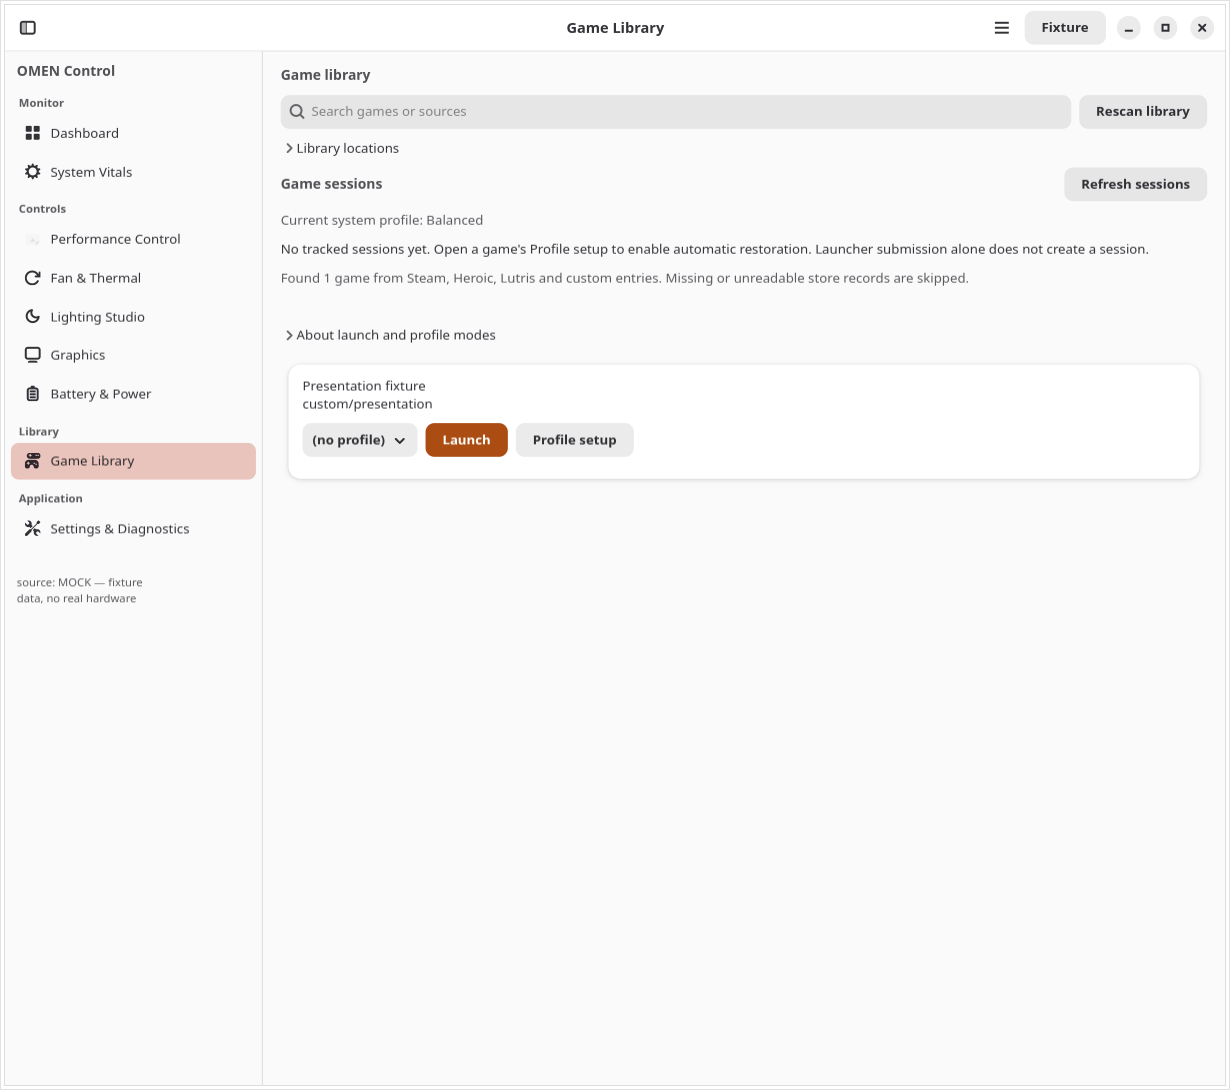 Game Library
Fixture
OMEN Control
Monitor
Dashboard
System Vitals
Controls
Performance Control
Fan & Thermal
Lighting Studio
Graphics
Battery & Power
Library
Game Library
Application
Settings & Diagnostics
source: MOCK — fixture
data, no real hardware
Game library
Search games or sources
Rescan library
Library locations
Game sessions
Refresh sessions
Current system profile: Balanced
No tracked sessions yet. Open a game's Profile setup to enable automatic restoration. Launcher submission alone does not create a session.
Found 1 game from Steam, Heroic, Lutris and custom entries. Missing or unreadable store records are skipped.
About launch and profile modes
Presentation fixture
custom/presentation
(no profile)
Launch
Profile setup